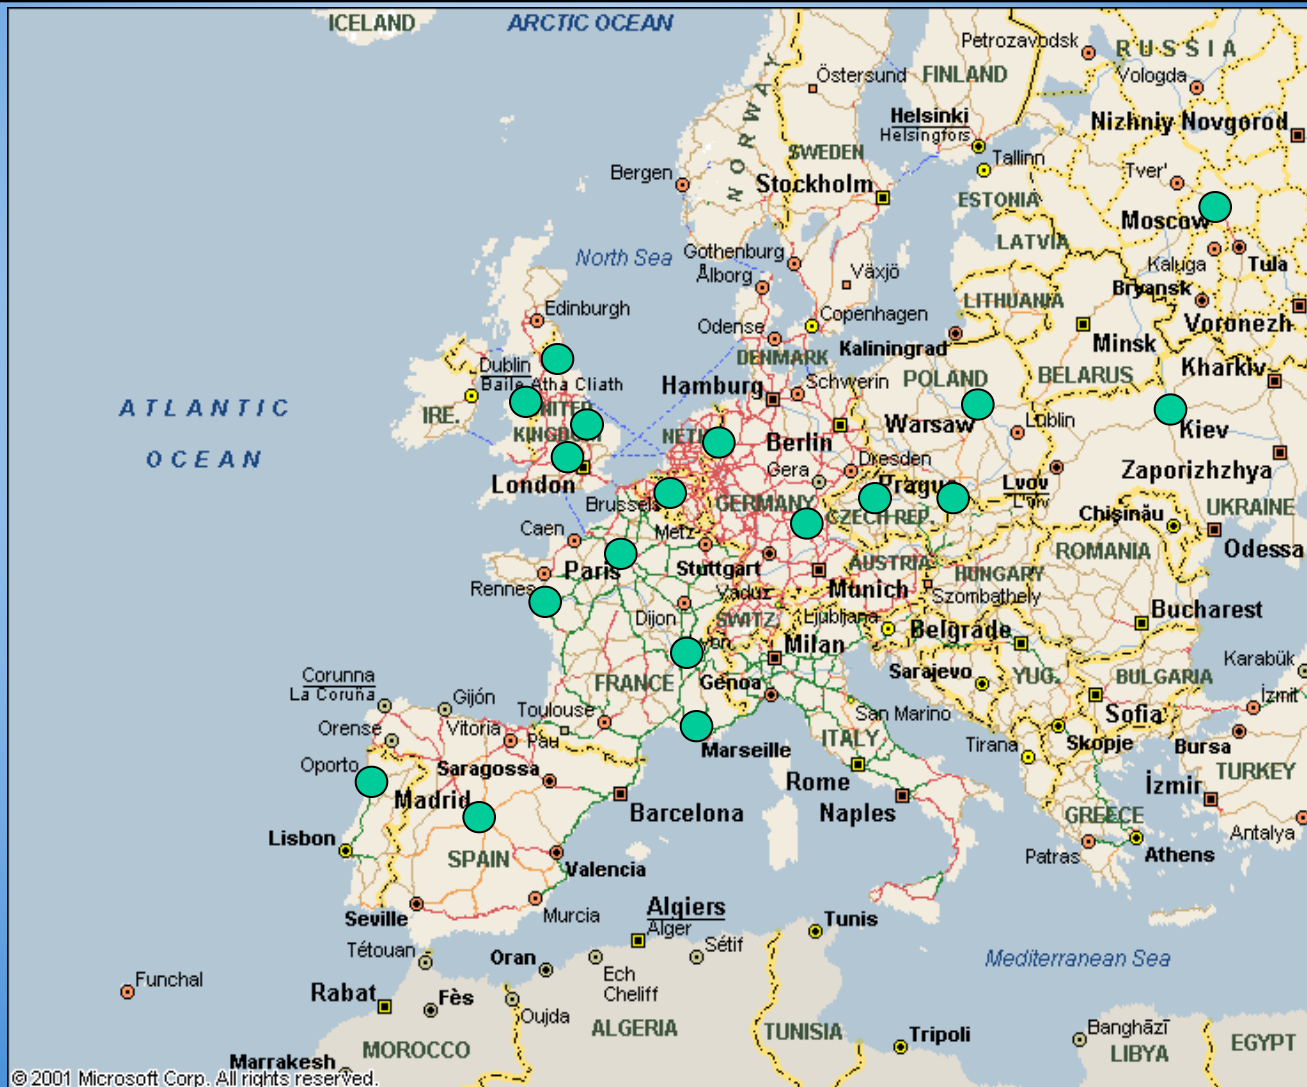 ICELAND
ARCTIC OCEAN
Petrozavodsk
RUSSIA
Östersund
FINLAND
Vologda
NORWAY
Helsinki
Helsingfors
Nizhniy Novgorod
SWEDEN
Tallinn
Bergen
Stockholm
Tver'
ESTONIA
Moscow
North Sea
Gothenburg
LATVIA
Ålborg
Växjö
Kaluga
Tula
Bryansk
Edinburgh
LITHUANIA
Odense
Copenhagen
Voronezh
Kaliningrad
Minsk
DENMARK
Dublin
Baile Atha Cliath
Hamburg
Schwerin
POLAND
BELARUS
Kharkiv
ATLANTIC
OCEAN
IRE.
KINGDOM
Warsaw
Lublin
Kiev
Berlin
Gera
Dresden
Zaporizhzhya
London
Brussels
GERMANY
Prague
Lvov
L'viv
CZECH REP.
Chişinău
UKRAINE
Caen
Metz
Odessa
Paris
Stuttgart
AUSTRIA
HUNGARY
ROMANIA
Rennes
Munich
Szombathely
Vaduz
Dijon
SWITZ.
Ljubljana
Belgrade
Bucharest
Milan
Karabük
Corunna
La Coruña
Gijón
FRANCE
Genoa
Sarajevo
YUG.
BULGARIA
İzmit
Orense
Vitoria
Toulouse
Pau
San Marino
Sofia
Oporto
Marseille
ITALY
Tirana
Skopje
Bursa
Saragossa
Madrid
Rome
İzmir
TURKEY
Barcelona
Naples
GREECE
Antalya
Lisbon
SPAIN
Valencia
Patras
Athens
Seville
Murcia
Algiers
Alger
Tunis
Tétouan
Oran
Sétif
Mediterranean Sea
Funchal
Rabat
Fès
Ech
Cheliff
Oujda
ALGERIA
TUNISIA
Tripoli
Banghāzī
LIBYA
EGYPT
MOROCCO
Marrakesh
© 2001 Microsoft Corp. All rights reserved.